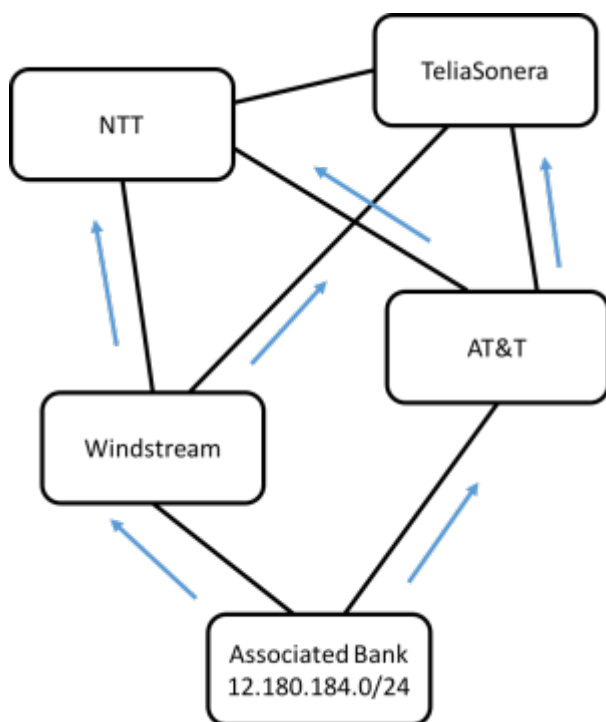 TeliaSonera
NTT
AT&T
Windstream
Associated Bank
12.180.184.0/24